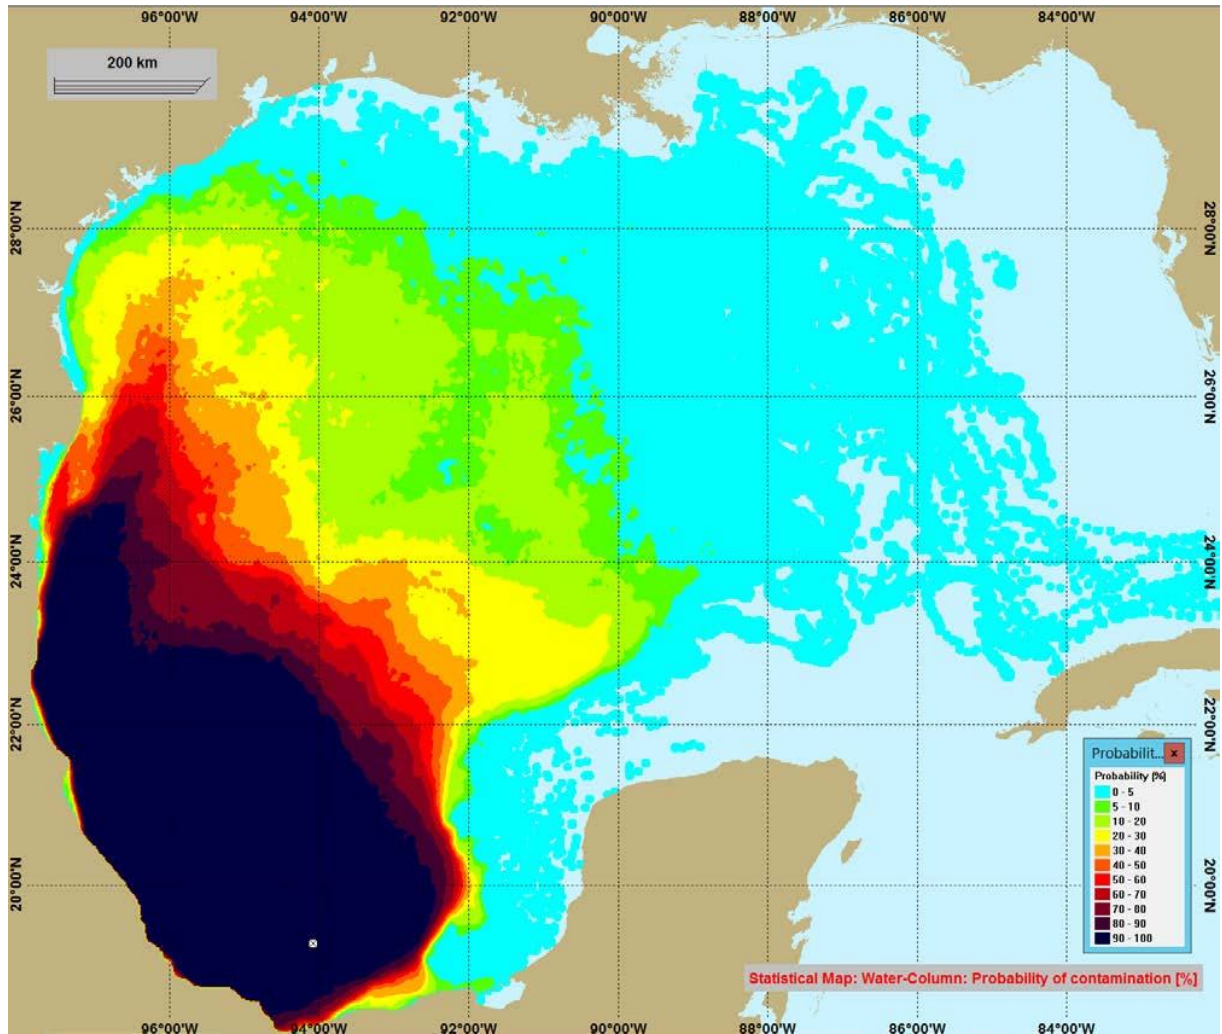 96°00'W 94°00'W 92°00'W 90°00'W 88°00'W 86°00'W 84°00'W
200 km
28°00'N 28°00'N
26°00'N 26°00'N
24°00'N 24°00'N
22°00'N 22°00'N
Probabilit... x
Probability (%)
0 - 5
5 - 10
10 - 20
20 - 30
30 - 40
40 - 50
50 - 60
60 - 70
70 - 80
80 - 90
90 - 100
20°00'N 20°00'N
Statistical Map: Water-Column: Probability of contamination [%]
96°00'W 94°00'W 92°00'W 90°00'W 88°00'W 86°00'W 84°00'W